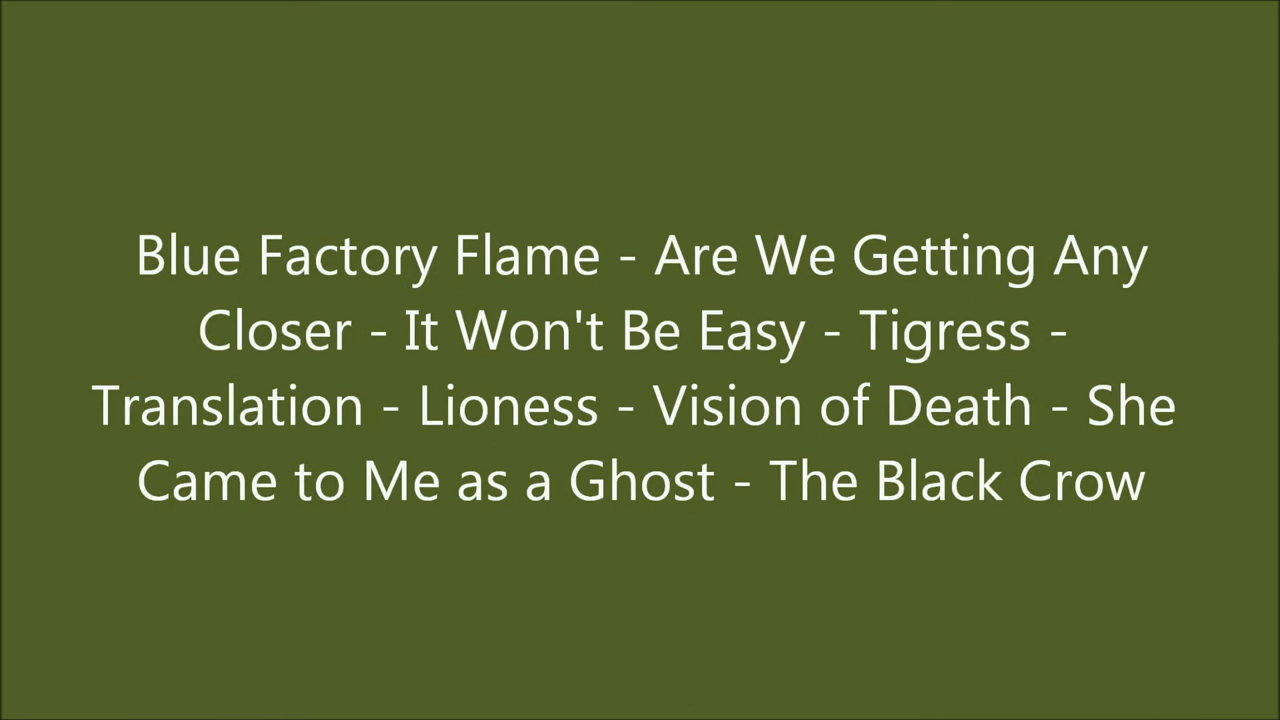 Blue Factory Flame - Are We Getting Any
Closer - It Won't Be Easy - Tigress -
Translation - Lioness - Vision of Death - She
Came to Me as a Ghost - The Black Crow